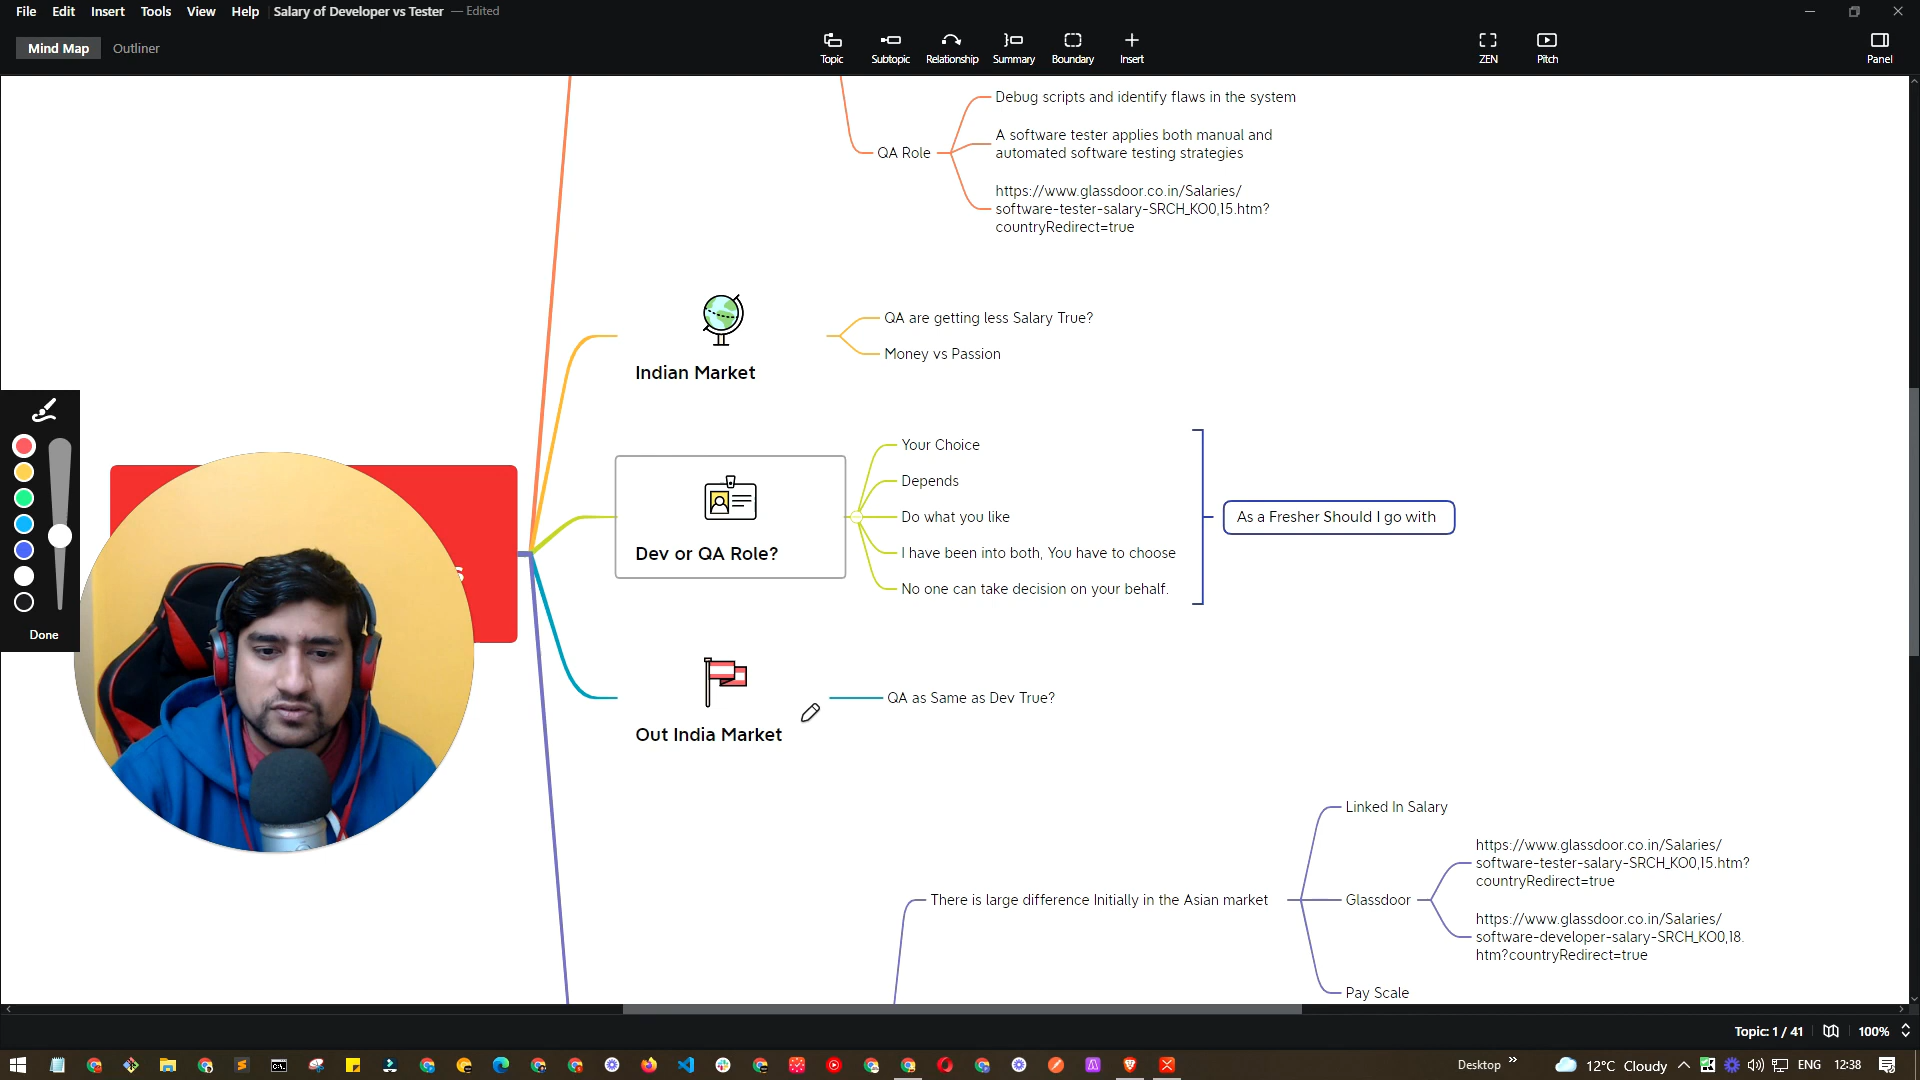 File Edit Insert Tools View Help Salary of Developer vs Tester — Edited
Mind Map Outliner
Topic Subtopic Relationship Summary Boundary Insert ZEN Pitch Panel
Debug scripts and identify flaws in the system
QA Role
A software tester applies both manual and
automated software testing strategies
https://www.glassdoor.co.in/Salaries/
software-tester-salary-SRCH_KO0,15.htm?
countryRedirect=true
Indian Market
QA are getting less Salary True?
Money vs Passion
Dev or QA Role?
Your Choice
Depends
Do what you like
I have been into both, You have to choose
No one can take decision on your behalf.
As a Fresher Should I go with
Done
Out India Market
QA as Same as Dev True?
There is large difference Initially in the Asian market
Linked In Salary
Glassdoor
https://www.glassdoor.co.in/Salaries/
software-tester-salary-SRCH_KO0,15.htm?
countryRedirect=true
https://www.glassdoor.co.in/Salaries/
software-developer-salary-SRCH_KO0,18.
htm?countryRedirect=true
Pay Scale
Topic: 1 / 41 100%
Desktop 12°C Cloudy ENG 12:38